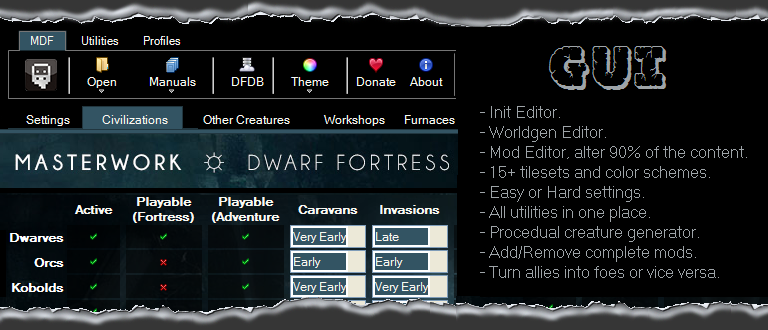 MDF Utilities Profiles
Open Manuals DFDB Theme Donate About
Settings Civilizations Other Creatures Workshops Furnaces
MASTERWORK DWARF FORTRESS
Active Playable (Fortress) Playable (Adventure Caravans Invasions
Dwarves Very Early Late
Orcs Early Early
Kobolds Very Early Very Early
GUI
- Init Editor.
- Worldgen Editor.
- Mod Editor, alter 90% of the content.
- 15+ tilesets and color schemes.
- Easy or Hard settings.
- All utilities in one place.
- Procedual creature generator.
- Add/Remove complete mods.
- Turn allies into foes or vice versa.